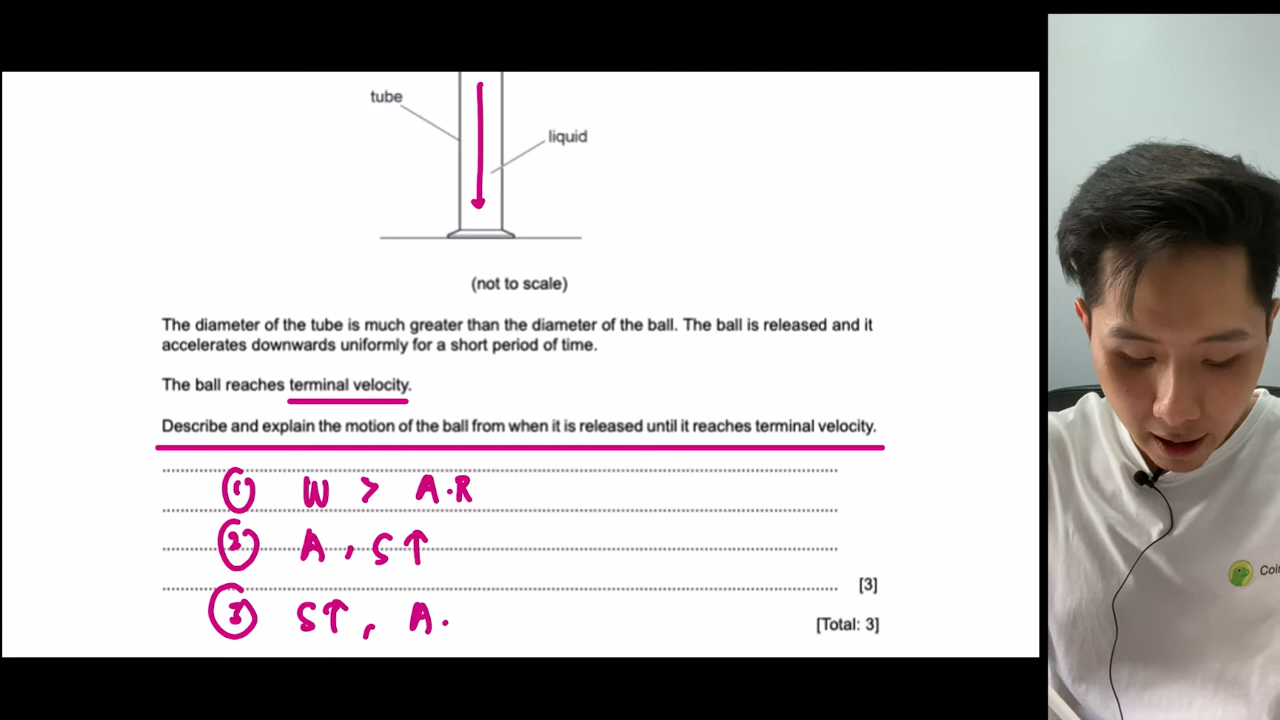 tube
liquid
(not to scale)
The diameter of the tube is much greater than the diameter of the ball. The ball is released and it
accelerates downwards uniformly for a short period of time.
The ball reaches terminal velocity.
Describe and explain the motion of the ball from when it is released until it reaches terminal velocity.
① W > A.R
② A, S↑
[3]
③ S↑, A.
[Total: 3]
Coin